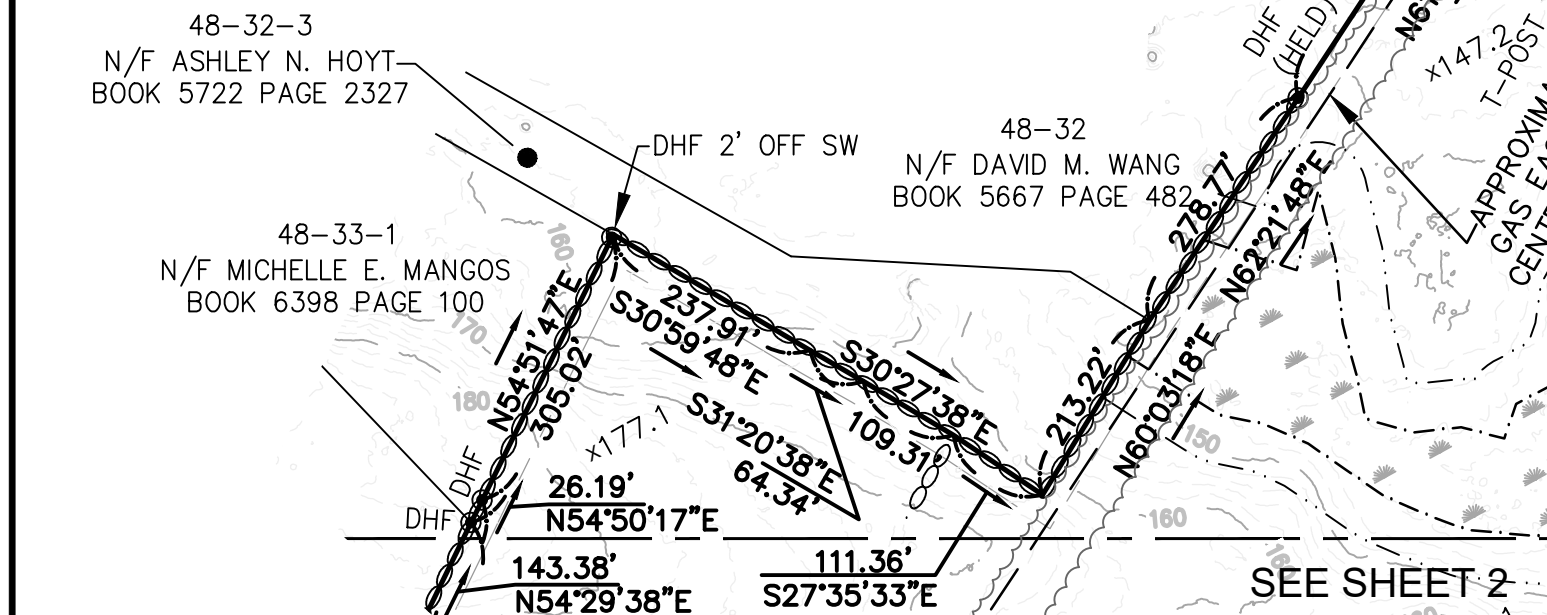 48-32-3
N/F ASHLEY N. HOYT
BOOK 5722 PAGE 2327
DHF 2' OFF SW
48-32
N/F DAVID M. WANG
BOOK 5667 PAGE 482
DHF
(HELD)
x147.2
T-POST
GAS
48-33-1
N/F MICHELLE E. MANGOS
BOOK 6398 PAGE 100
160
170
180
N54°51'47"E
305.02'
237.91'
S30°59'48"E
S30°27'38"E
109.31'
S31°20'38"E
64.34'
278.77'
N62°21'48"E
213.22'
N60°03'18"E
150
x177.1
DHF
DHF
26.19'
N54°50'17"E
143.38'
N54°29'38"E
111.36'
S27°35'33"E
160
160
SEE SHEET 2